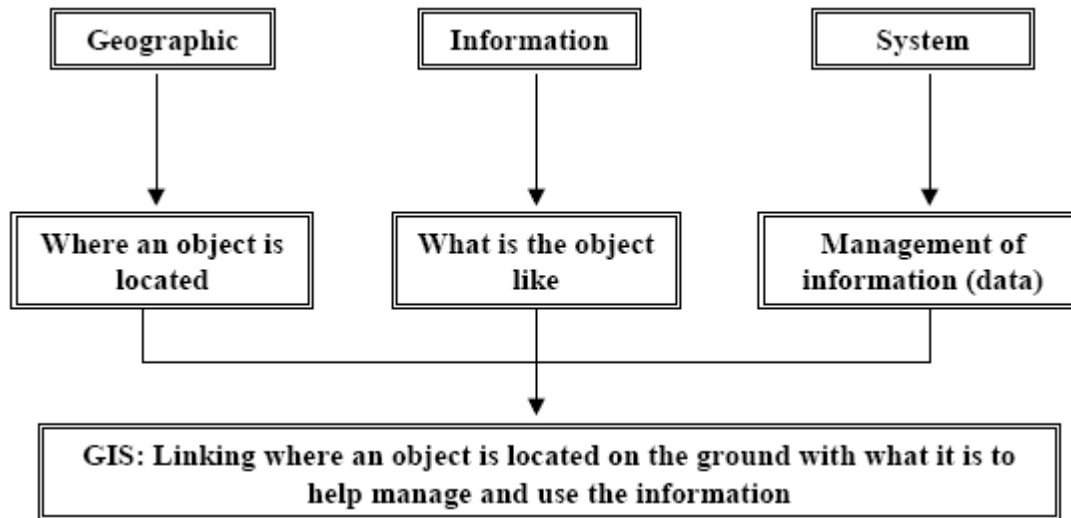 Geographic
Information
System
Where an object is
located
What is the object
like
Management of
information (data)
GIS: Linking where an object is located on the ground with what it is to
help manage and use the information